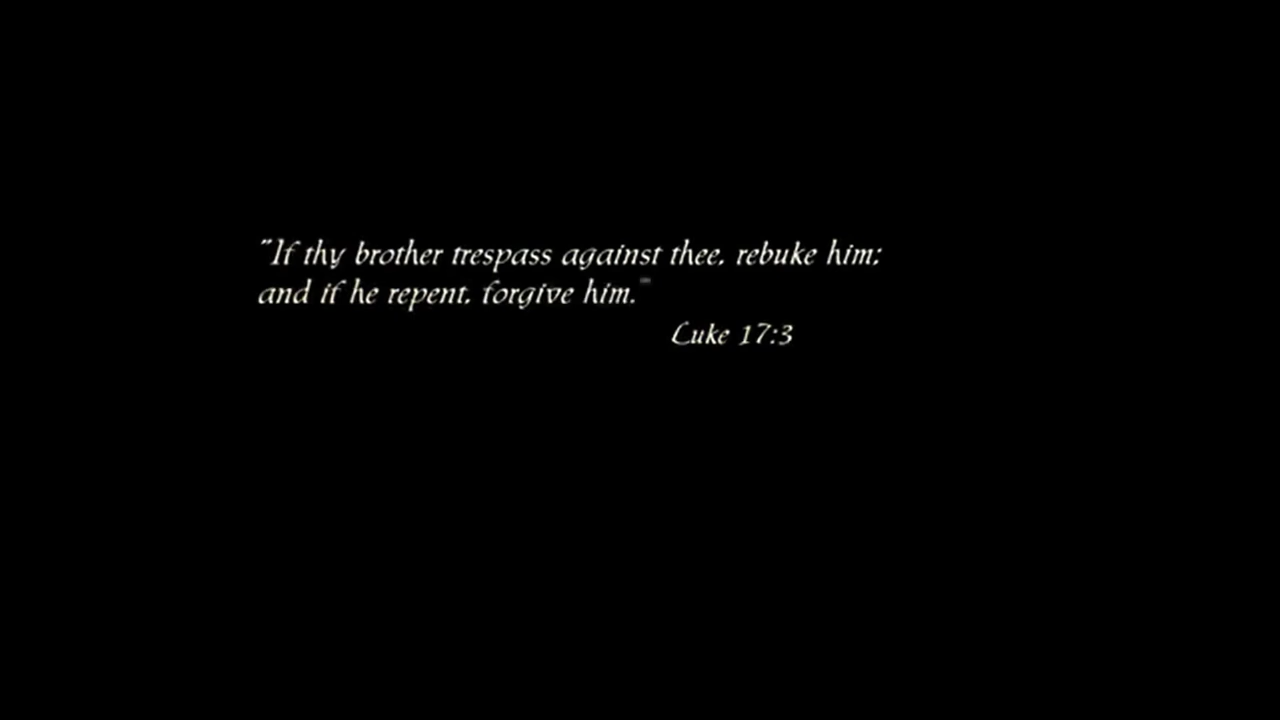 "If thy brother trespass against thee, rebuke him;
and if he repent, forgive him."
Luke 17:3